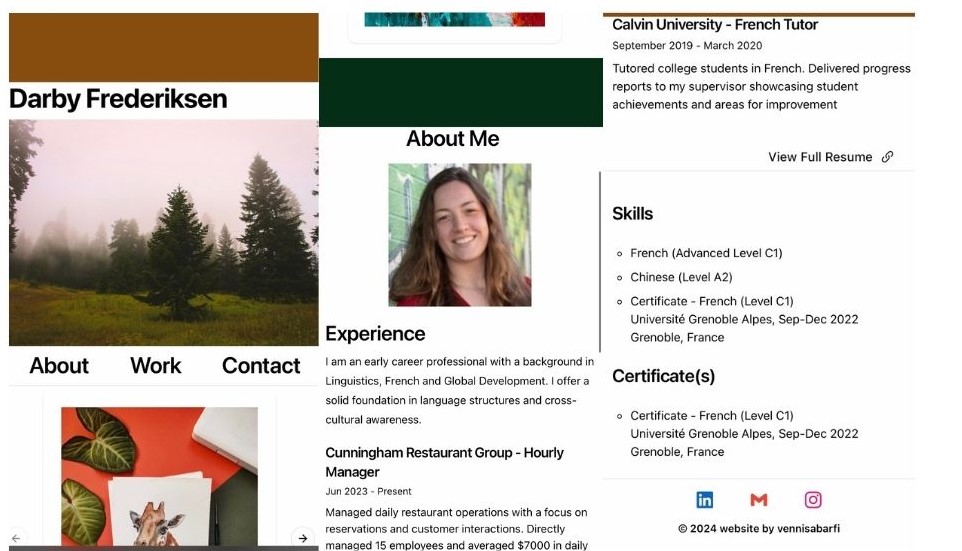 Darby Frederiksen
About Work Contact
About Me
Experience
I am an early career professional with a background in
Linguistics, French and Global Development. I offer a
solid foundation in language structures and cross-
cultural awareness.
Cunningham Restaurant Group - Hourly
Manager
Jun 2023 - Present
Managed daily restaurant operations with a focus on
reservations and customer interactions. Directly
managed 15 employees and averaged $7000 in daily
Calvin University - French Tutor
September 2019 - March 2020
Tutored college students in French. Delivered progress
reports to my supervisor showcasing student
achievements and areas for improvement
View Full Resume
Skills
French (Advanced Level C1)
Chinese (Level A2)
Certificate - French (Level C1)
Université Grenoble Alpes, Sep-Dec 2022
Grenoble, France
Certificate(s)
Certificate - French (Level C1)
Université Grenoble Alpes, Sep-Dec 2022
Grenoble, France
© 2024 website by vennisabarfi